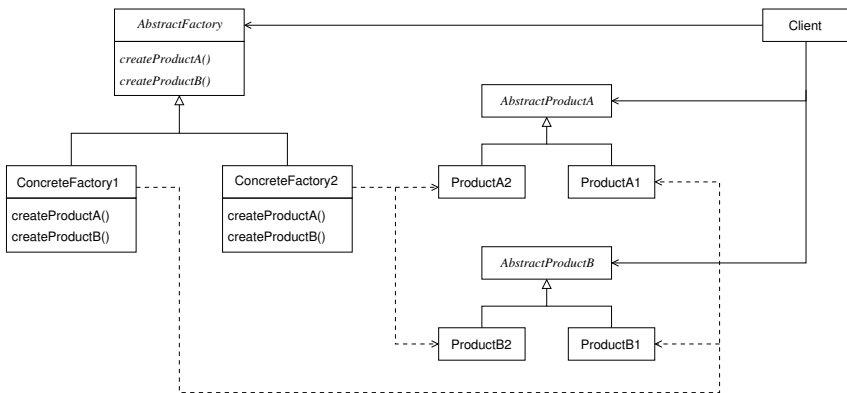 AbstractFactory
Client
createProductA()
createProductB()
AbstractProductA
ConcreteFactory1
ConcreteFactory2
ProductA2
ProductA1
createProductA()
createProductB()
createProductA()
createProductB()
AbstractProductB
ProductB2
ProductB1